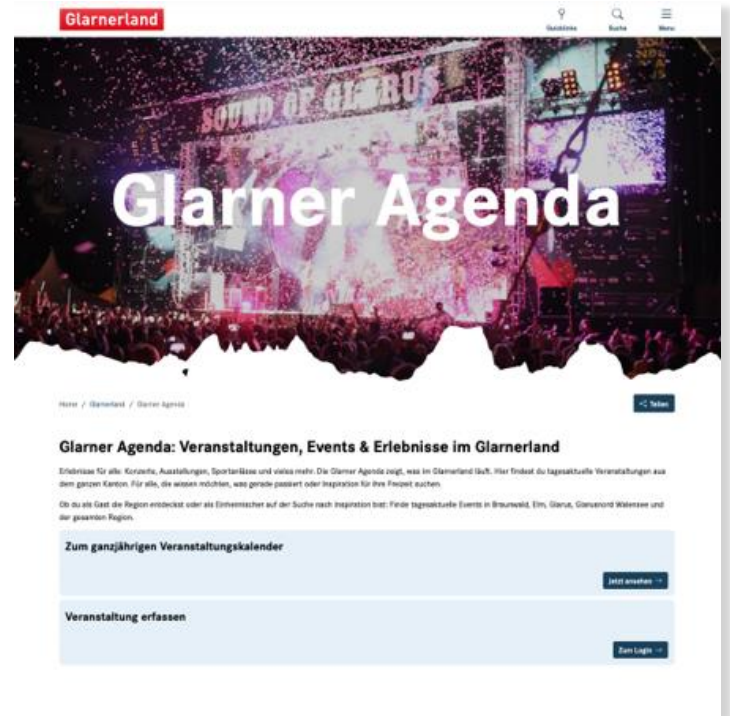 Glarnerland
Quicklinks
Suche
Menu
SOUND OF GLARUS
SOUND
Glarner Agenda
Home / Glarnerland / Glarner Agenda
Teilen
Glarner Agenda: Veranstaltungen, Events & Erlebnisse im Glarnerland
Erlebnisse für alle: Konzerte, Ausstellungen, Sportanlässe und vieles mehr. Die Glarner Agenda zeigt, was im Glarnerland läuft. Hier findest du tagesaktuelle Veranstaltungen aus
dem ganzen Kanton. Für alle, die wissen möchten, was gerade passiert oder Inspiration für ihre Freizeit suchen.
Ob du als Gast die Region entdeckst oder als Einheimischer auf der Suche nach Inspiration bist: Finde tagesaktuelle Events in Braunwald, Elm, Glarus, Glarusnord Walensee und
der gesamten Region.
Zum ganzjährigen Veranstaltungskalender
Jetzt ansehen →
Veranstaltung erfassen
Zum Login →